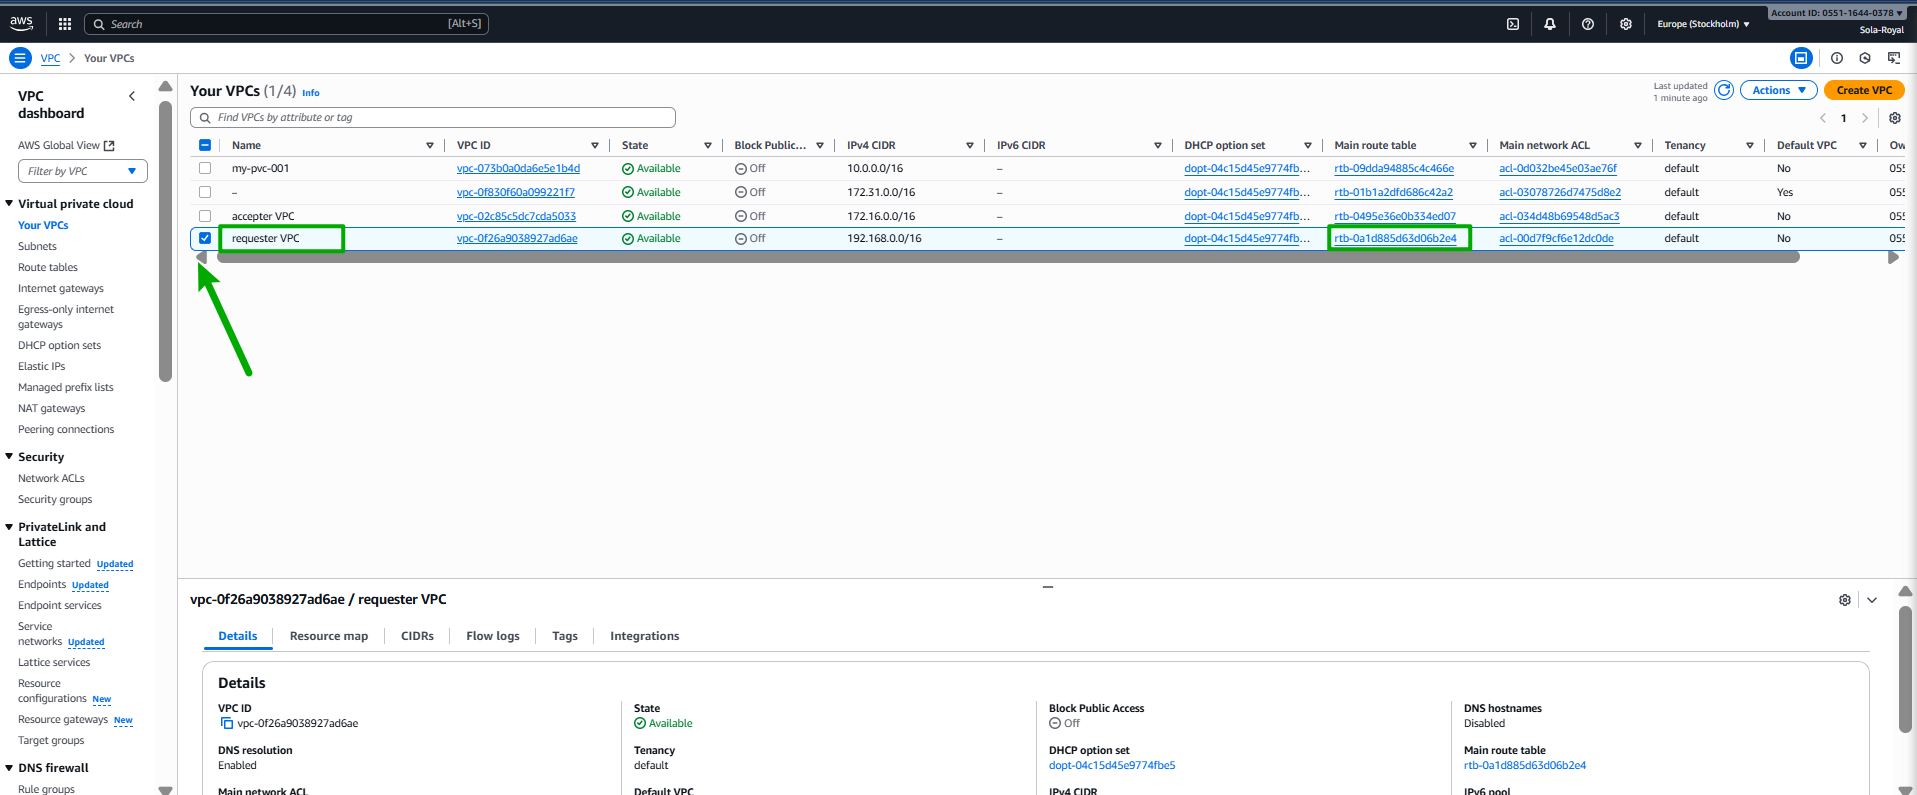 aws
Search [Alt+S]
Europe (Stockholm) ▼
Account ID: 0551-1644-0378 ▼
Sola-Royal
VPC > Your VPCs
VPC dashboard
AWS Global View
Filter by VPC
Virtual private cloud
Your VPCs
Subnets
Route tables
Internet gateways
Egress-only internet
gateways
DHCP option sets
Elastic IPs
Managed prefix lists
NAT gateways
Peering connections
Security
Network ACLs
Security groups
PrivateLink and
Lattice
Getting started Updated
Endpoints Updated
Endpoint services
Service
networks Updated
Lattice services
Resource
configurations New
Resource gateways New
Target groups
DNS firewall
Rule groups
Your VPCs (1/4) Info
Last updated
1 minute ago
Actions
Create VPC
Find VPCs by attribute or tag
1
Name VPC ID State Block Public... IPv4 CIDR IPv6 CIDR DHCP option set Main route table Main network ACL Tenancy Default VPC Ow
my-pvc-001 vpc-073b0a0da6e5e1b4d Available Off 10.0.0.0/16 – dopt-04c15d45e9774fb... rtb-09dda94885c4c466e acl-0d032be45e03ae76f default No 055
– vpc-0f830f60a099221f7 Available Off 172.31.0.0/16 – dopt-04c15d45e9774fb... rtb-01b1a2dfd686c42a2 acl-03078726d7475d8e2 default Yes 055
accepter VPC vpc-02c85c5dc7cda5033 Available Off 172.16.0.0/16 – dopt-04c15d45e9774fb... rtb-0495e36e0b334ed07 acl-034d48b69548d5ac3 default No 055
requester VPC vpc-0f26a9038927ad6ae Available Off 192.168.0.0/16 – dopt-04c15d45e9774fb... rtb-0a1d885d63d06b2e4 acl-00d7f9cf6e12dc0de default No 055
vpc-0f26a9038927ad6ae / requester VPC
Details Resource map CIDRs Flow logs Tags Integrations
Details
VPC ID
vpc-0f26a9038927ad6ae
State
Available
Block Public Access
Off
DNS hostnames
Disabled
DNS resolution
Enabled
Tenancy
default
DHCP option set
dopt-04c15d45e9774fbe5
Main route table
rtb-0a1d885d63d06b2e4
Main network ACL
Default VPC
IPv4 CIDR
IPv6 pool